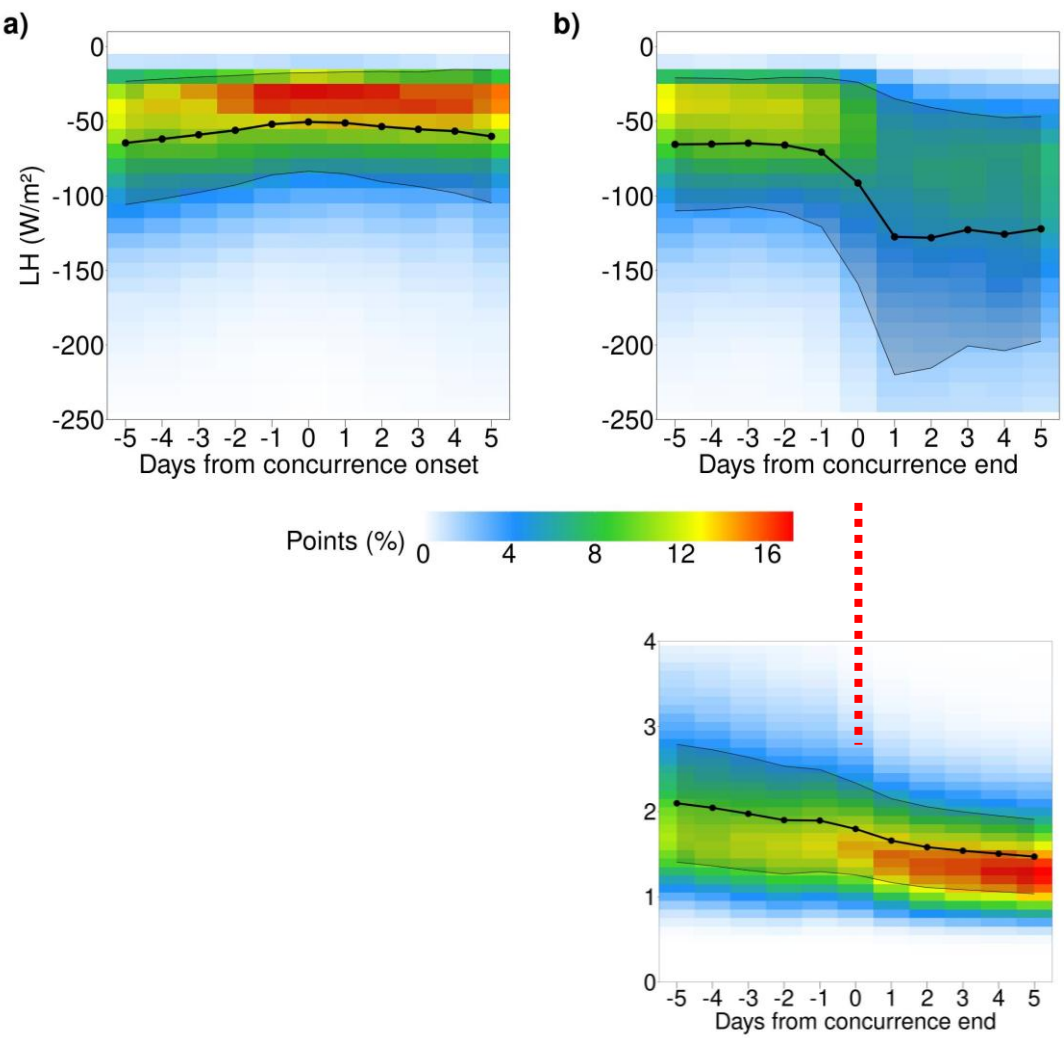 a)
b)
LH (W/m²)
0
-50
-100
-150
-200
-250
-5 -4 -3 -2 -1 0 1 2 3 4 5
Days from concurrence onset
0
-50
-100
-150
-200
-250
-5 -4 -3 -2 -1 0 1 2 3 4 5
Days from concurrence end
Points (%) 0 4 8 12 16
4
3
2
1
0
-5 -4 -3 -2 -1 0 1 2 3 4 5
Days from concurrence end